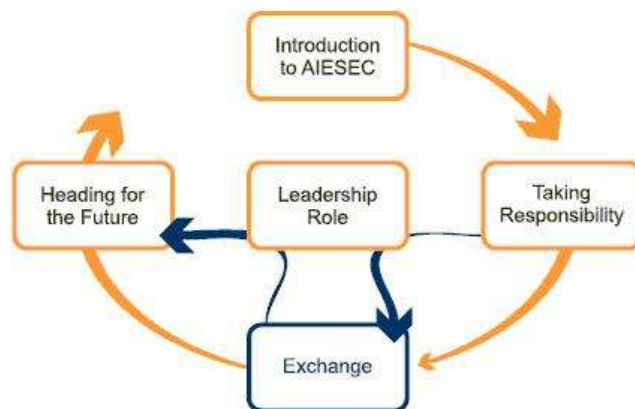 Introduction
to AIESEC
Heading for
the Future
Leadership
Role
Taking
Responsibility
Exchange